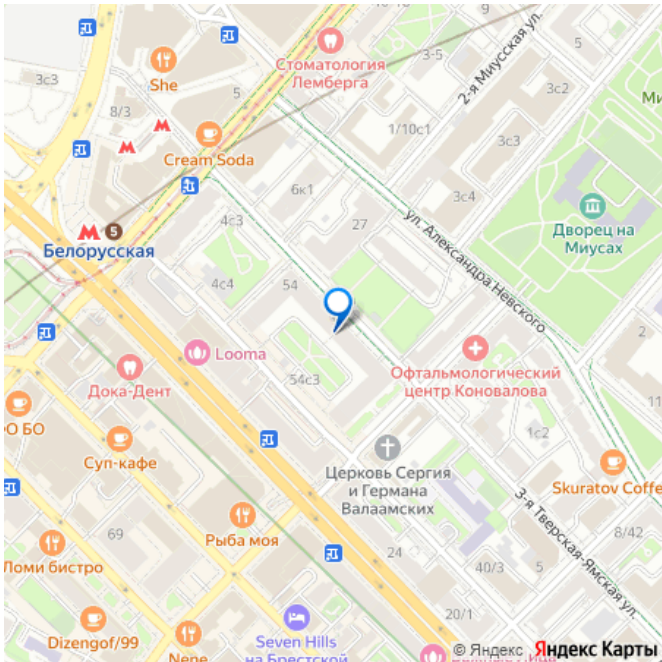 3с3
She
8/3
5
Стоматология
Лемберга
3-5
2-я Миусская ул.
3с2
Ми
1/10с1
3с3
Cream Soda
6к1
3с4
27
4с3
ул. Александра Невского
Дворец на
Миусах
5
Белорусская
4с4
54
2
Looma
Дока-Дент
54с3
Офтальмологический
центр Коновалова
11
ФО БО
Суп-кафе
1с2
Церковь Сергия
и Германа
Валаамских
Skuratov Coffe
3-я Тверская-Ямская ул.
69
Рыба моя
24
8/42
Ломи бистро
40/3
5
20/1
Dizengof/99
Seven Hills
на Брестской
Nene
© Яндекс Яндекс Карты